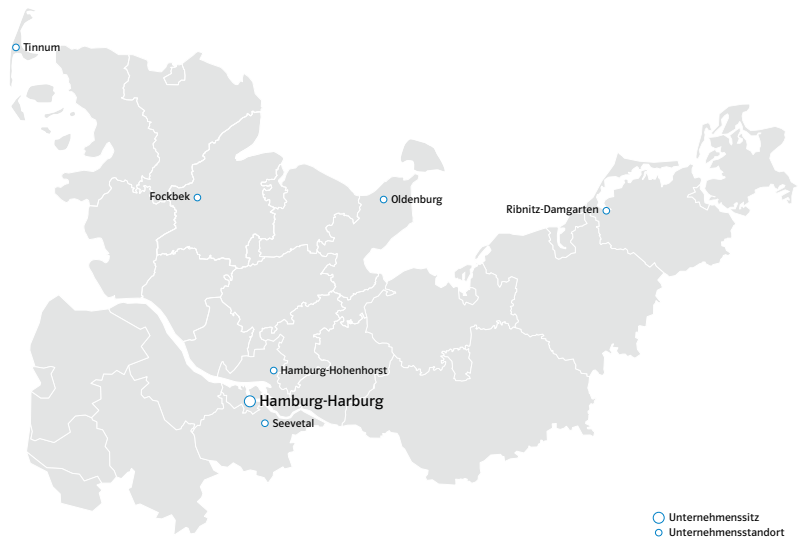 Tinnum
Fockbek
Oldenburg
Ribnitz-Damgarten
Hamburg-Hohenhorst
Hamburg-Harburg
Seevetal
Unternehmenssitz
Unternehmensstandort